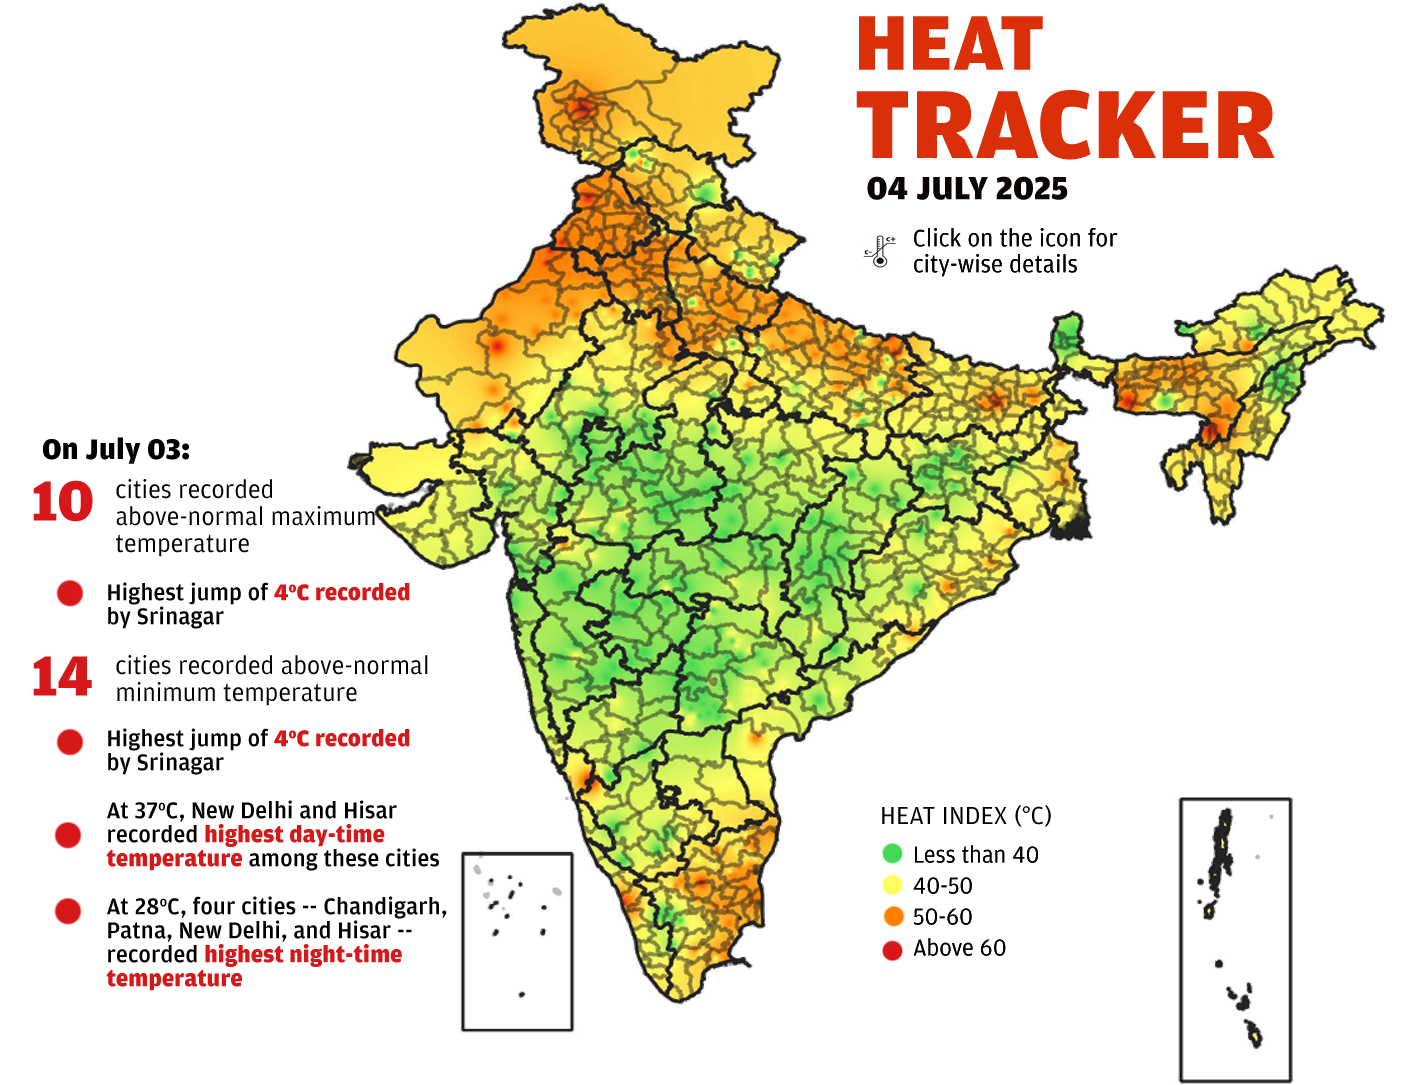 HEAT
TRACKER
04 JULY 2025
c+
c-
Click on the icon for
city-wise details
On July 03:
10
cities recorded
above-normal maximum
temperature
Highest jump of 4ºC recorded
by Srinagar
14
cities recorded above-normal
minimum temperature
Highest jump of 4ºC recorded
by Srinagar
At 37ºC, New Delhi and Hisar
recorded highest day-time
temperature among these cities
At 28ºC, four cities -- Chandigarh,
Patna, New Delhi, and Hisar --
recorded highest night-time
temperature
HEAT INDEX (°C)
Less than 40
40-50
50-60
Above 60